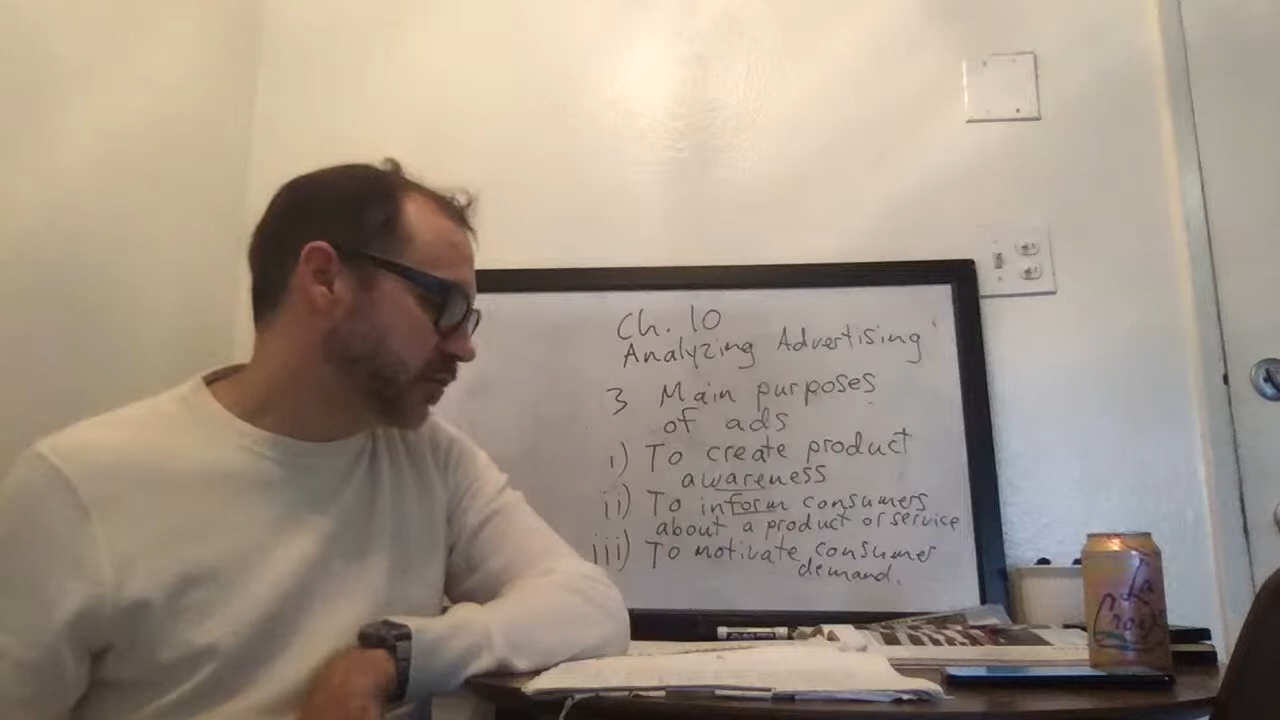 Ch. 10
Analyzing Advertising
3 Main purposes
of ads
i) To create product
awareness
ii) To inform consumers
about a product or service
iii) To motivate consumer
demand.
La
Croix